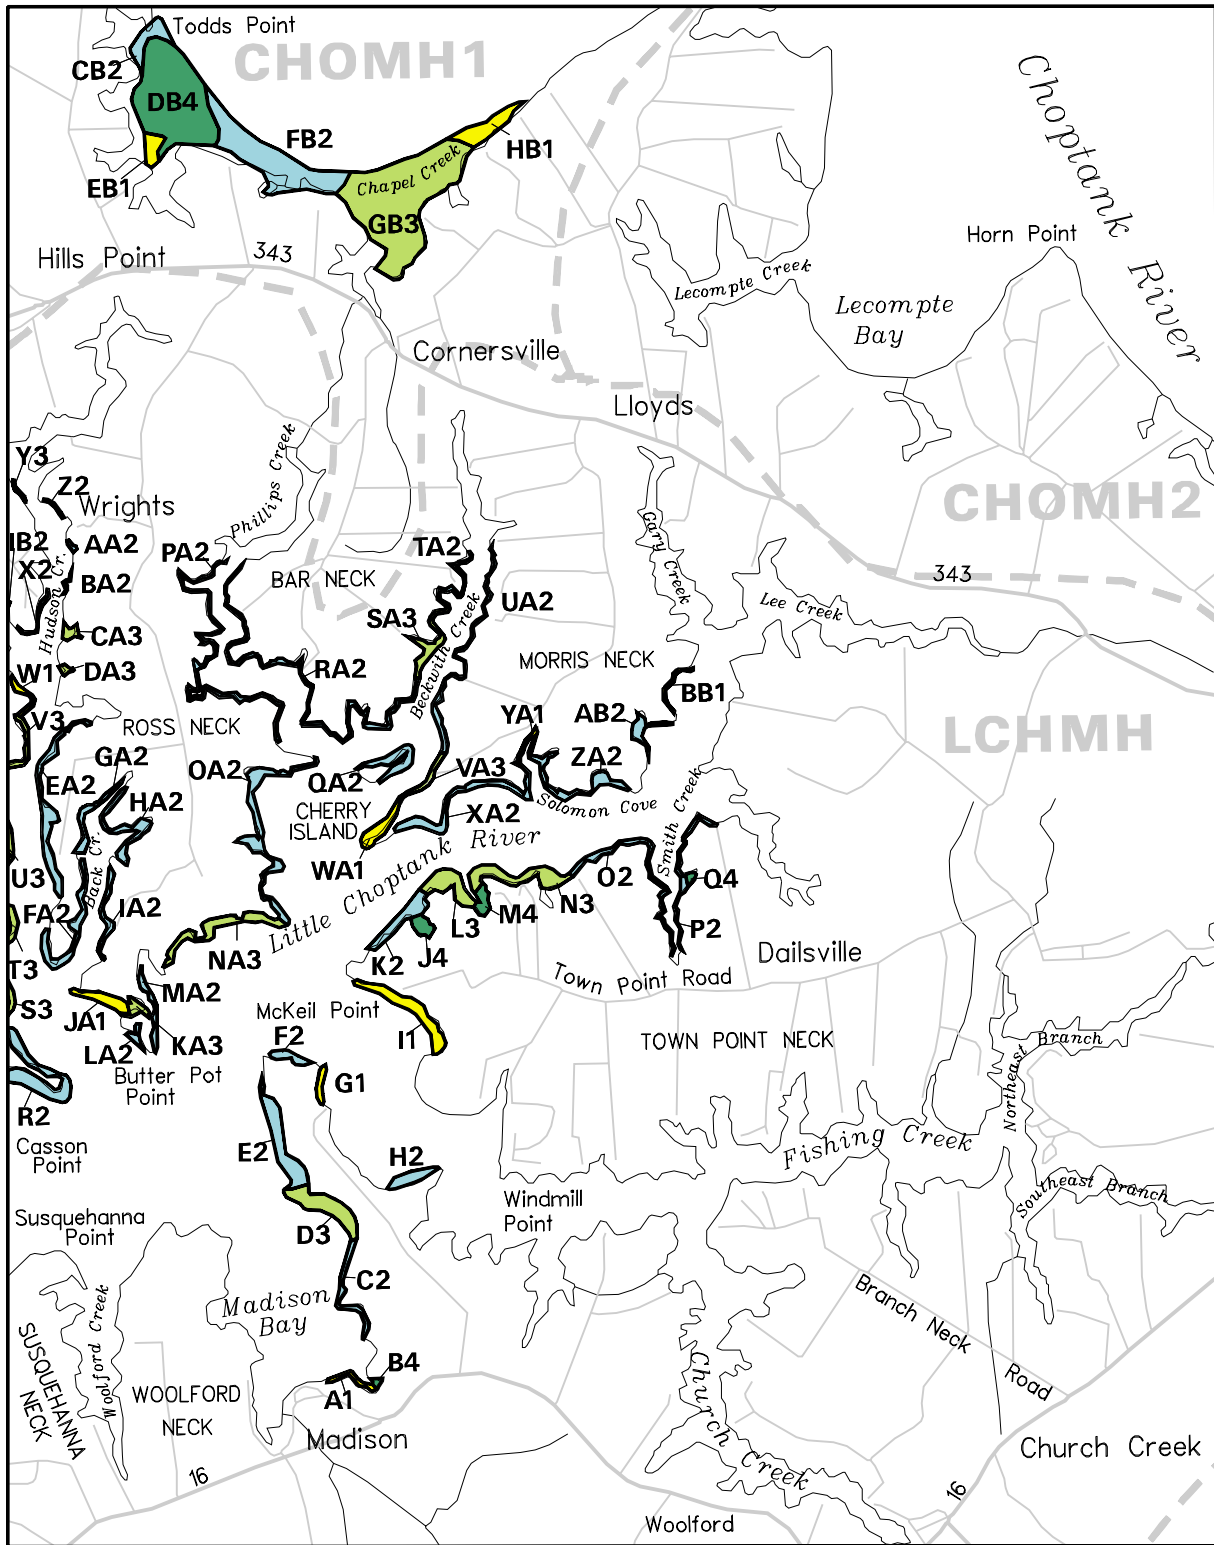 Todds Point
CHOMH1
CB2
DB4
FB2
HB1
EB1
Chapel Creek
GB3
Choptank River
Horn Point
Hills Point
343
Lecompte Creek
Lecompte
Bay
Cornersville
Lloyds
Y3
Z2
Wrights
Phillips Creek
CHOMH2
IB2
AA2
PA2
TA2
Gary Creek
X2
BA2
BAR NECK
343
Hudson Cr.
UA2
Lee Creek
CA3
SA3
Beckwith Creek
W1
DA3
RA2
MORRIS NECK
BB1
V3
ROSS NECK
YA1
AB2
LCHMH
GA2
OA2
QA2
VA3
ZA2
EA2
HA2
CHERRY
ISLAND
XA2
Solomon Cove
Smith Creek
WA1
Little Choptank River
U3
Back Cr.
O2
Q4
FA2
IA2
N3
M4
L3
P2
NA3
K2
J4
Dailsville
T3
MA2
Town Point Road
S3
JA1
McKeil Point
I1
TOWN POINT NECK
LA2
KA3
F2
Northeast Branch
Butter Pot
Point
G1
R2
Casson
Point
E2
H2
Fishing Creek
Southeast Branch
Susquehanna
Point
D3
Windmill
Point
C2
Madison
Bay
Woolford Creek
Branch Neck Road
SUSQUEHANNA
NECK
B4
WOOLFORD
NECK
A1
Madison
Church Creek
Church Creek
16
16
Woolford